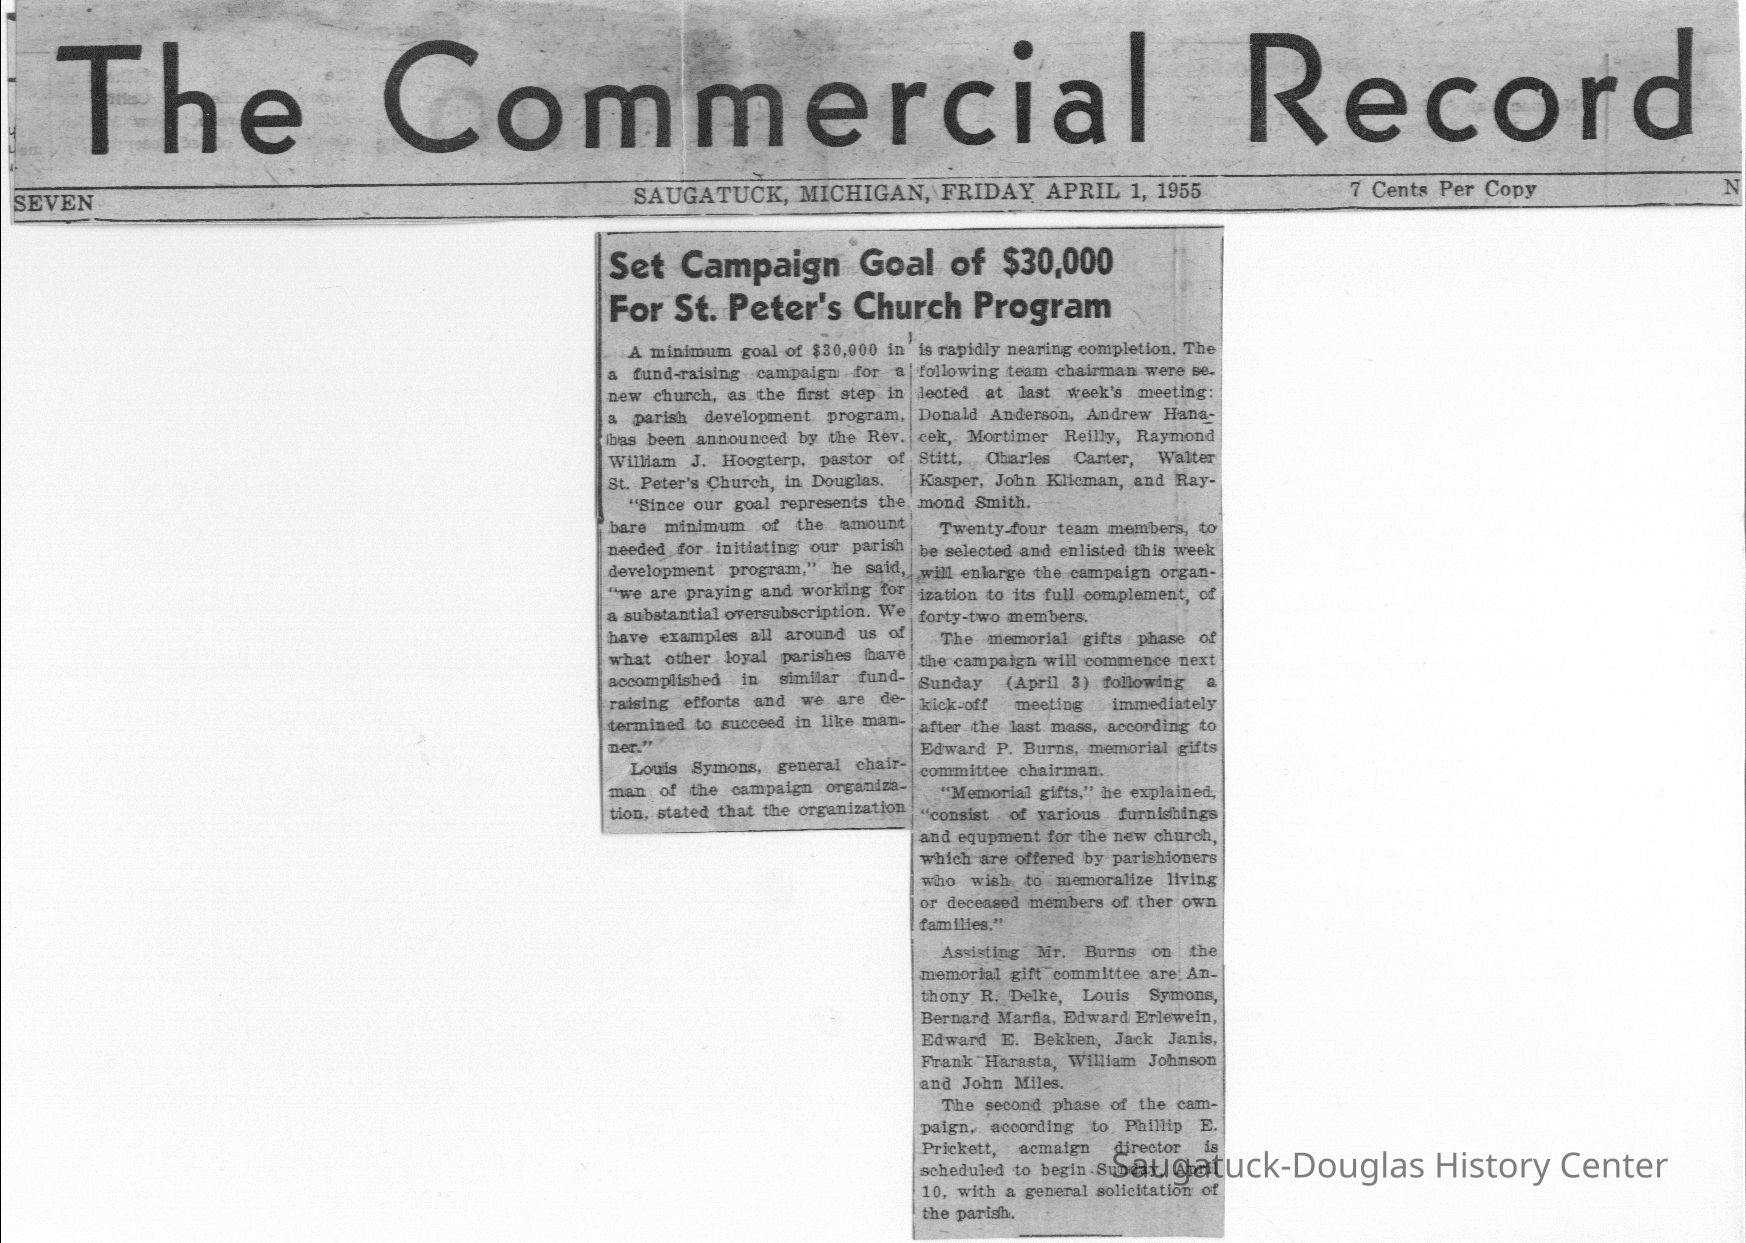 The Commercial Record
SEVEN
SAUGATUCK, MICHIGAN, FRIDAY APRIL 1, 1955
7 Cents Per Copy
N
Set Campaign Goal of $30,000
For St. Peter's Church Program
A minimum goal of $30,000 in
a fund-raising campaign for a
new church, as the first step in
a parish development program,
has been announced by the Rev.
William J. Hoogterp, pastor of
St. Peter's Church, in Douglas.
"Since our goal represents the
bare minimum of the amount
needed for initiating our parish
development program," he said,
"we are praying and working for
a substantial oversubscription. We
have examples all around us of
what other loyal parishes have
accomplished in similar fund-
raising efforts and we are de-
termined to succeed in like man-
ner."
Louis Symons, general chair-
man of the campaign organiza-
tion, stated that the organization
is rapidly nearing completion. The
following team chairman were se-
lected at last week's meeting:
Donald Anderson, Andrew Hana-
cek, Mortimer Reilly, Raymond
Stitt, Charles Carter, Walter
Kasper, John Klicman, and Ray-
mond Smith.
Twenty-four team members, to
be selected and enlisted this week
will enlarge the campaign organ-
ization to its full complement, of
forty-two members.
The memorial gifts phase of
the campaign will commence next
Sunday (April 3) following a
kick-off meeting immediately
after the last mass, according to
Edward P. Burns, memorial gifts
committee chairman.
"Memorial gifts," he explained,
"consist of various furnishings
and equpment for the new church,
which are offered by parishioners
who wish to memoralize living
or deceased members of ther own
families."
Assisting Mr. Burns on the
memorial gift committee are An-
thony R. Delke, Louis Symons,
Bernard Marfia, Edward Erlewein,
Edward E. Bekken, Jack Janis,
Frank Harasta, William Johnson
and John Miles.
The second phase of the cam-
paign, according to Phillip E.
Prickett, acmaign director is
scheduled to begin Sunday, April
10, with a general solicitation of
the parish.
Saugatuck-Douglas History Center